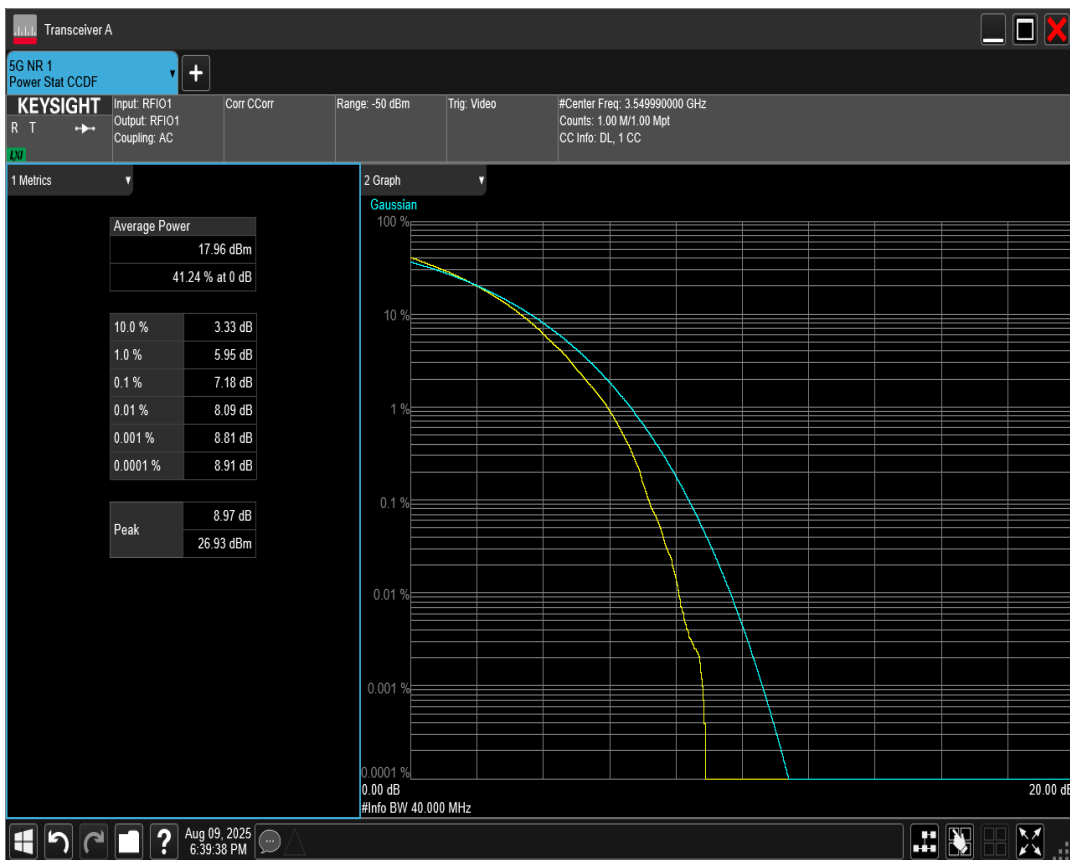 Transceiver A
5G NR 1
Power Stat CCDF
+
KEYSIGHT
R T
LXI
Input: RFIO1
Output: RFIO1
Coupling: AC
Corr CCorr
Range: -50 dBm
Trig: Video
#Center Freq: 3.549990000 GHz
Counts: 1.00 M/1.00 Mpt
CC Info: DL, 1 CC
1 Metrics
Average Power
17.96 dBm
41.24 % at 0 dB
10.0 % 3.33 dB
1.0 % 5.95 dB
0.1 % 7.18 dB
0.01 % 8.09 dB
0.001 % 8.81 dB
0.0001 % 8.91 dB
Peak 8.97 dB
26.93 dBm
2 Graph
Gaussian
100 %
10 %
1 %
0.1 %
0.01 %
0.001 %
0.0001 %
0.00 dB 20.00 dB
#Info BW 40.000 MHz
?
Aug 09, 2025
6:39:38 PM